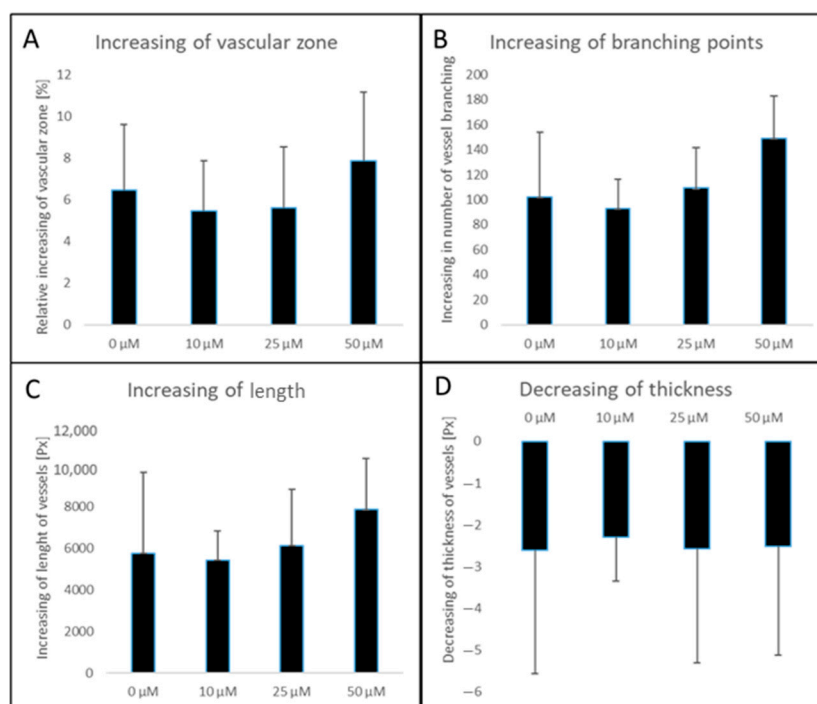 A
Increasing of vascular zone
Relative increasing of vascular zone [%]
12
10
8
6
4
2
0
0 µM 10 µM 25 µM 50 µM
B
Increasing of branching points
Increasing in number of vessel branching
200
180
160
140
120
100
80
60
40
20
0
0 µM 10 µM 25 µM 50 µM
C
Increasing of length
Increasing of lenght of vessels [Px]
12,000
10,000
8000
6000
4000
2000
0
0 µM 10 µM 25 µM 50 µM
D
Decreasing of thickness
Decreasing of thickness of vessels [Px]
0 µM 10 µM 25 µM 50 µM
0
−1
−2
−3
−4
−5
−6